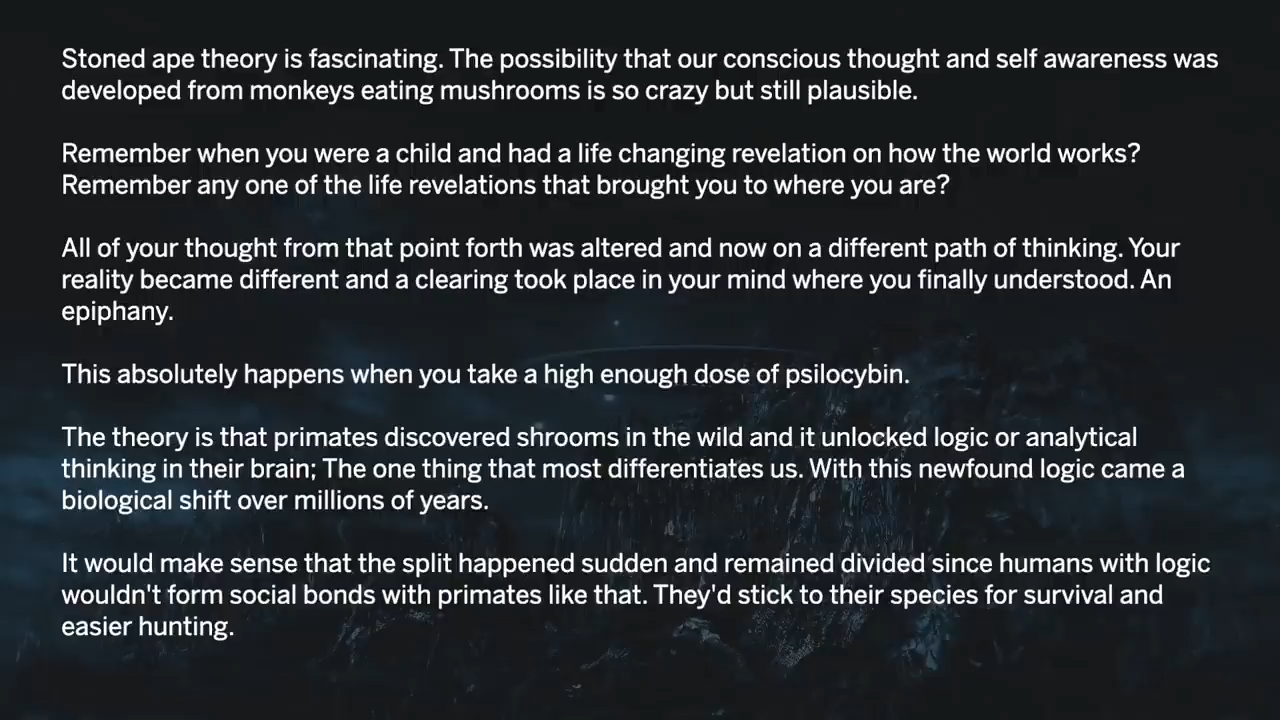 Stoned ape theory is fascinating. The possibility that our conscious thought and self awareness was
developed from monkeys eating mushrooms is so crazy but still plausible.
Remember when you were a child and had a life changing revelation on how the world works?
Remember any one of the life revelations that brought you to where you are?
All of your thought from that point forth was altered and now on a different path of thinking. Your
reality became different and a clearing took place in your mind where you finally understood. An
epiphany.
This absolutely happens when you take a high enough dose of psilocybin.
The theory is that primates discovered shrooms in the wild and it unlocked logic or analytical
thinking in their brain; The one thing that most differentiates us. With this newfound logic came a
biological shift over millions of years.
It would make sense that the split happened sudden and remained divided since humans with logic
wouldn't form social bonds with primates like that. They'd stick to their species for survival and
easier hunting.